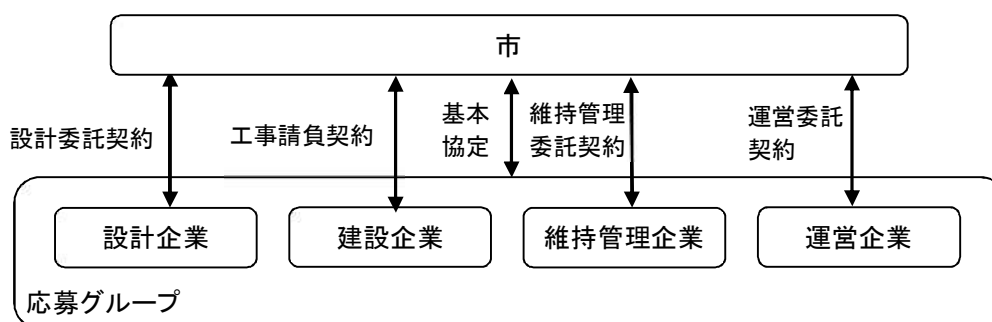 市
設計委託契約
工事請負契約
基本
協定
維持管理
委託契約
運営委託
契約
設計企業
建設企業
維持管理企業
運営企業
応募グループ